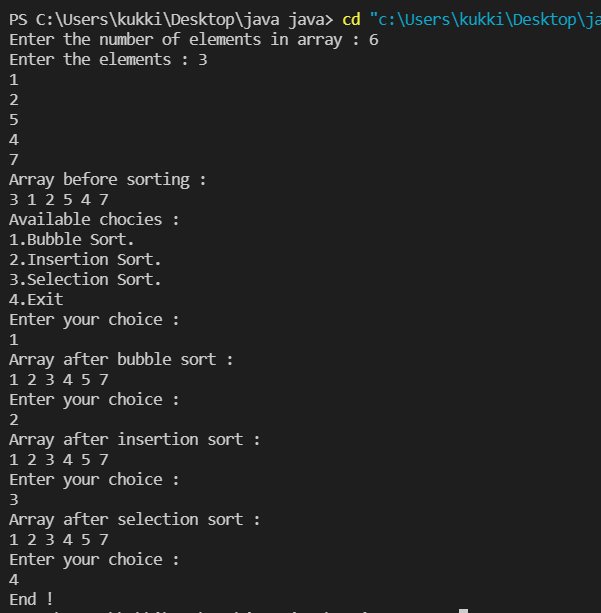 PS C:\Users\kukki\Desktop\java java> cd "c:\Users\kukki\Desktop\ja
Enter the number of elements in array : 6
Enter the elements : 3
1
2
5
4
7
Array before sorting :
3 1 2 5 4 7
Available chocies :
1.Bubble Sort.
2.Insertion Sort.
3.Selection Sort.
4.Exit
Enter your choice :
1
Array after bubble sort :
1 2 3 4 5 7
Enter your choice :
2
Array after insertion sort :
1 2 3 4 5 7
Enter your choice :
3
Array after selection sort :
1 2 3 4 5 7
Enter your choice :
4
End !